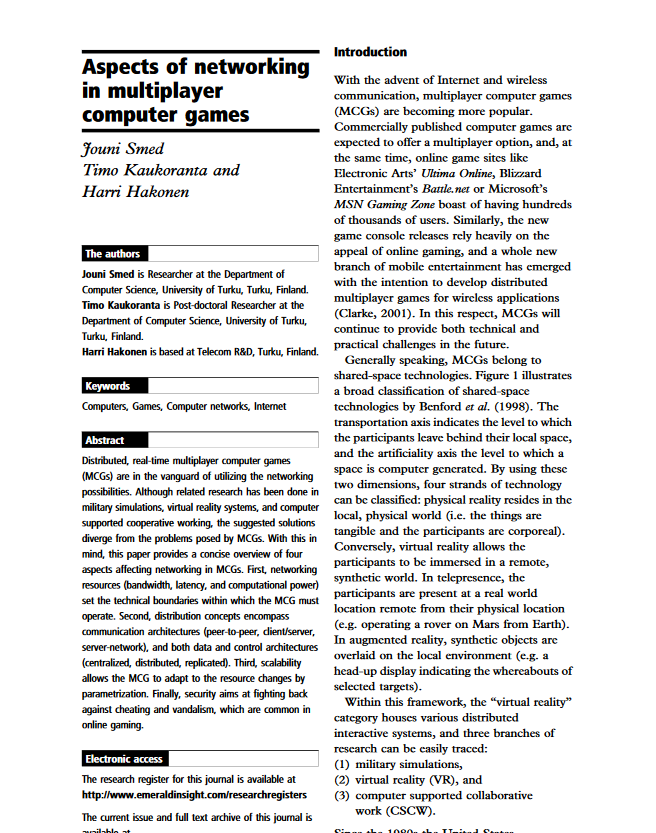 Aspects of networking
in multiplayer
computer games
Jouni Smed
Timo Kaukoranta and
Harri Hakonen
The authors
Jouni Smed is Researcher at the Department of
Computer Science, University of Turku, Turku, Finland.
Timo Kaukoranta is Post-doctoral Researcher at the
Department of Computer Science, University of Turku,
Turku, Finland.
Harri Hakonen is based at Telecom R&D, Turku, Finland.
Keywords
Computers, Games, Computer networks, Internet
Abstract
Distributed, real-time multiplayer computer games
(MCGs) are in the vanguard of utilizing the networking
possibilities. Although related research has been done in
military simulations, virtual reality systems, and computer
supported cooperative working, the suggested solutions
diverge from the problems posed by MCGs. With this in
mind, this paper provides a concise overview of four
aspects affecting networking in MCGs. First, networking
resources (bandwidth, latency, and computational power)
set the technical boundaries within which the MCG must
operate. Second, distribution concepts encompass
communication architectures (peer-to-peer, client/server,
server-network), and both data and control architectures
(centralized, distributed, replicated). Third, scalability
allows the MCG to adapt to the resource changes by
parametrization. Finally, security aims at fighting back
against cheating and vandalism, which are common in
online gaming.
Electronic access
The research register for this journal is available at
http://www.emeraldinsight.com/researchregisters
The current issue and full text archive of this journal is
available at
Introduction
With the advent of Internet and wireless
communication, multiplayer computer games
(MCGs) are becoming more popular.
Commercially published computer games are
expected to offer a multiplayer option, and, at
the same time, online game sites like
Electronic Arts' Ultima Online, Blizzard
Entertainment's Battle.net or Microsoft's
MSN Gaming Zone boast of having hundreds
of thousands of users. Similarly, the new
game console releases rely heavily on the
appeal of online gaming, and a whole new
branch of mobile entertainment has emerged
with the intention to develop distributed
multiplayer games for wireless applications
(Clarke, 2001). In this respect, MCGs will
continue to provide both technical and
practical challenges in the future.
Generally speaking, MCGs belong to
shared-space technologies. Figure 1 illustrates
a broad classification of shared-space
technologies by Benford et al. (1998). The
transportation axis indicates the level to which
the participants leave behind their local space,
and the artificiality axis the level to which a
space is computer generated. By using these
two dimensions, four strands of technology
can be classified: physical reality resides in the
local, physical world (i.e. the things are
tangible and the participants are corporeal).
Conversely, virtual reality allows the
participants to be immersed in a remote,
synthetic world. In telepresence, the
participants are present at a real world
location remote from their physical location
(e.g. operating a rover on Mars from Earth).
In augmented reality, synthetic objects are
overlaid on the local environment (e.g. a
head-up display indicating the whereabouts of
selected targets).
Within this framework, the "virtual reality"
category houses various distributed
interactive systems, and three branches of
research can be easily traced:
(1) military simulations,
(2) virtual reality (VR), and
(3) computer supported collaborative
work (CSCW).
Since the 1980s the United States